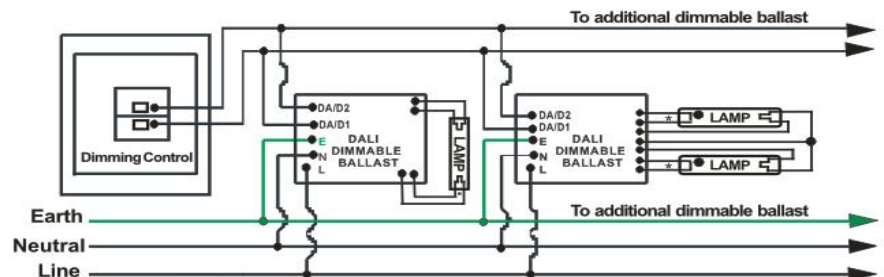 To additional dimmable ballast
DA/D2
DA/D1
E
N
L
DALI
DIMMABLE
BALLAST
LAMP
DA/D2
DA/D1
E
N
L
DALI
DIMMABLE
BALLAST
* LAMP
* LAMP
Dimming Control
Earth
To additional dimmable ballast
Neutral
Line